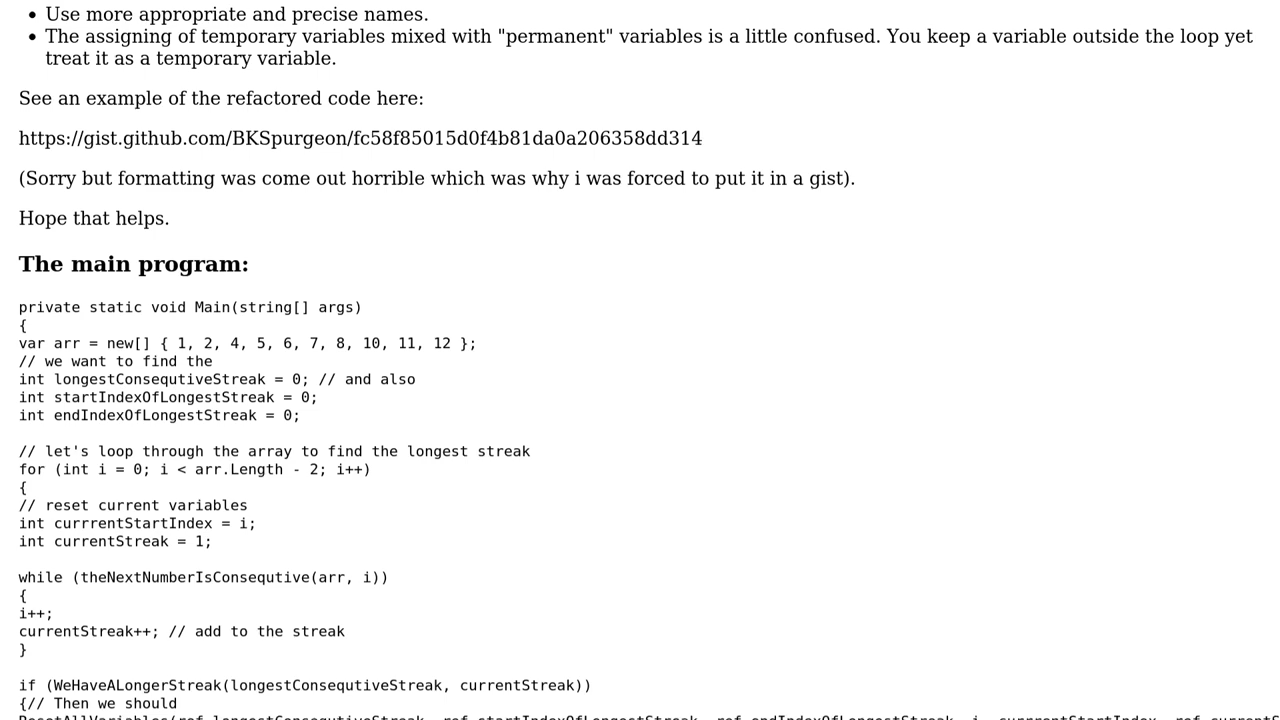 • Use more appropriate and precise names.
• The assigning of temporary variables mixed with "permanent" variables is a little confused. You keep a variable outside the loop yet
treat it as a temporary variable.
See an example of the refactored code here:
https://gist.github.com/BKSpurgeon/fc58f85015d0f4b81da0a206358dd314
(Sorry but formatting was come out horrible which was why i was forced to put it in a gist).
Hope that helps.
The main program:
private static void Main(string[] args)
{
var arr = new[] { 1, 2, 4, 5, 6, 7, 8, 10, 11, 12 };
// we want to find the
int longestConsequtiveStreak = 0; // and also
int startIndexOfLongestStreak = 0;
int endIndexOfLongestStreak = 0;
// let's loop through the array to find the longest streak
for (int i = 0; i < arr.Length - 2; i++)
{
// reset current variables
int currrentStartIndex = i;
int currentStreak = 1;
while (theNextNumberIsConsequtive(arr, i))
{
i++;
currentStreak++; // add to the streak
}
if (WeHaveALongerStreak(longestConsequtiveStreak, currentStreak))
{// Then we should